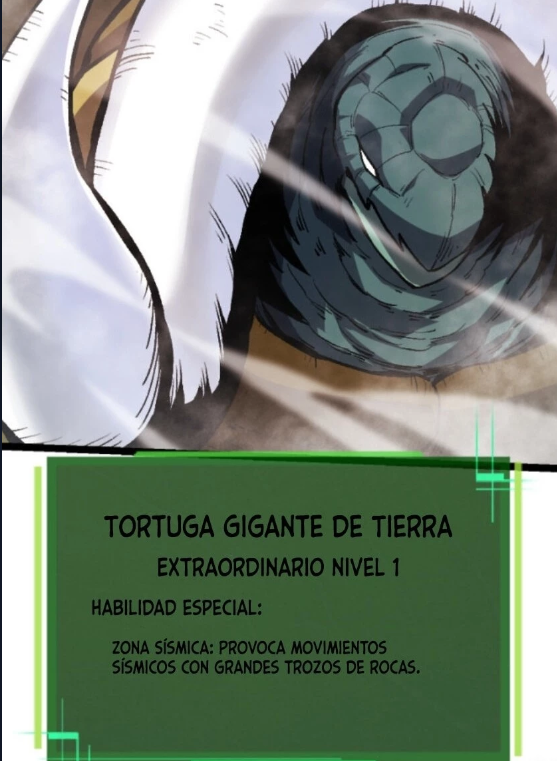 TORTUGA GIGANTE DE TIERRA
EXTRAORDINARIO NIVEL 1
HABILIDAD ESPECIAL:
ZONA SÍSMICA: PROVOCA MOVIMIENTOS
SÍSMICOS CON GRANDES TROZOS DE ROCAS.